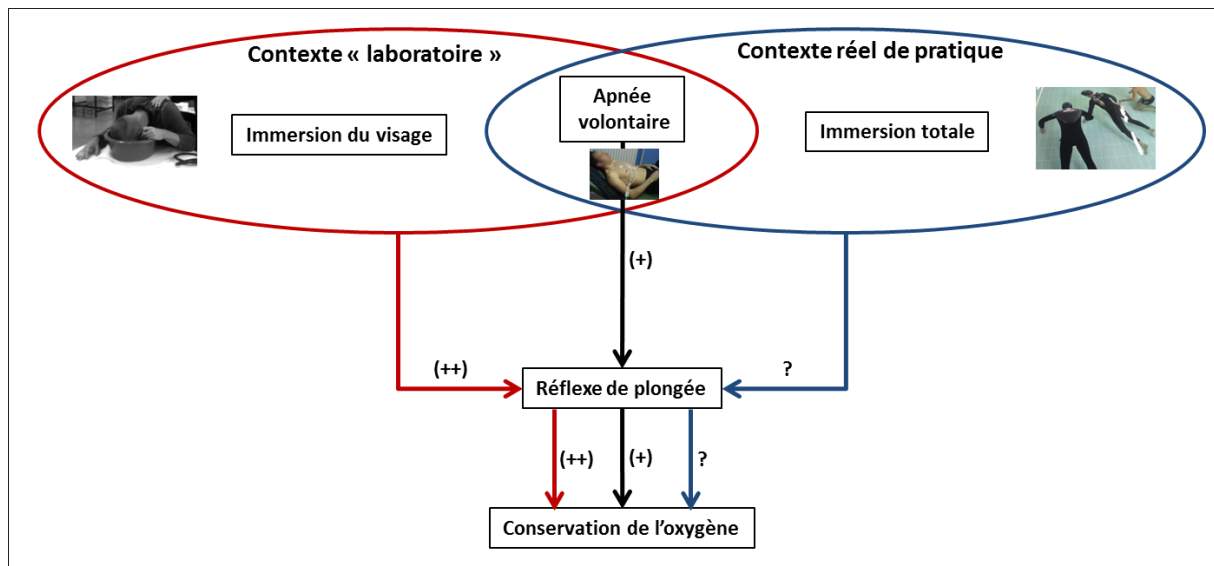 Contexte « laboratoire »
Contexte réel de pratique
Immersion du visage
Apnée
volontaire
Immersion totale
(+)
(++)
?
Réflexe de plongée
(++)
(+)
?
Conservation de l’oxygène